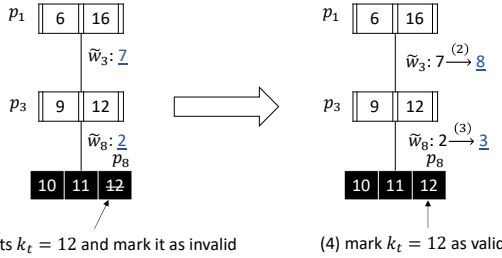 p₁ 6 16
w̃₃: 7
p₃ 9 12
w̃₈: 2
p₈
10 11 12
ts kₜ = 12 and mark it as invalid
p₁ 6 16
w̃₃: 7 (2) 8
p₃ 9 12
w̃₈: 2 (3) 3
p₈
10 11 12
(4) mark kₜ = 12 as valid